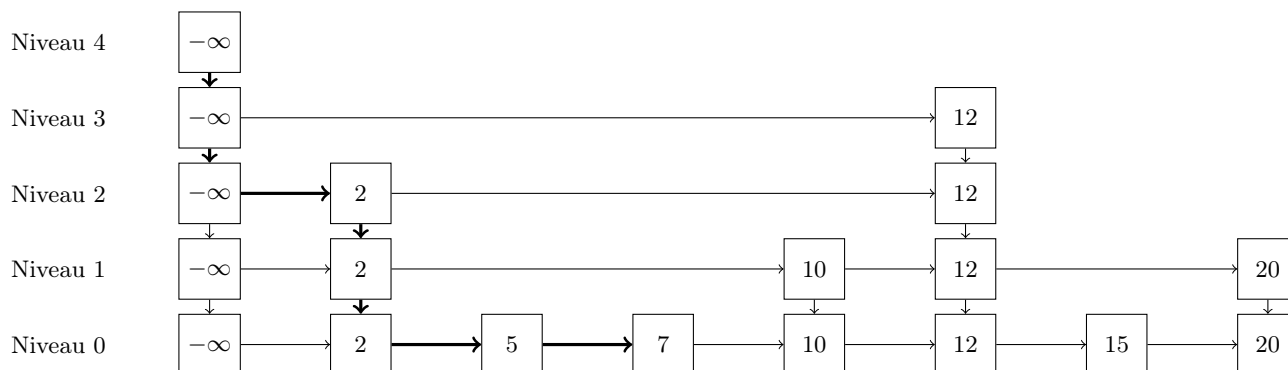 Niveau 4 −∞
Niveau 3 −∞ 12
Niveau 2 −∞ 2 12
Niveau 1 −∞ 2 10 12 20
Niveau 0 −∞ 2 5 7 10 12 15 20